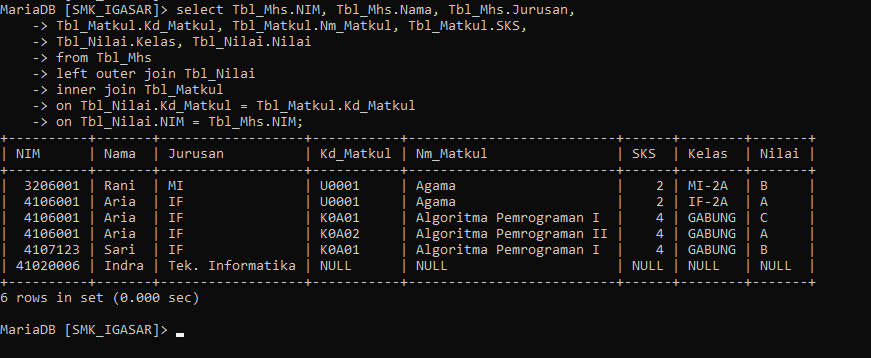 MariaDB [SMK_IGASAR]> select Tbl_Mhs.NIM, Tbl_Mhs.Nama, Tbl_Mhs.Jurusan,
    -> Tbl_Matkul.Kd_Matkul, Tbl_Matkul.Nm_Matkul, Tbl_Matkul.SKS,
    -> Tbl_Nilai.Kelas, Tbl_Nilai.Nilai
    -> from Tbl_Mhs
    -> left outer join Tbl_Nilai
    -> inner join Tbl_Matkul
    -> on Tbl_Nilai.Kd_Matkul = Tbl_Matkul.Kd_Matkul
    -> on Tbl_Nilai.NIM = Tbl_Mhs.NIM;
+----------+-------+------------------+-----------+-------------------------+------+--------+-------+
| NIM      | Nama  | Jurusan          | Kd_Matkul | Nm_Matkul               | SKS  | Kelas  | Nilai |
+----------+-------+------------------+-----------+-------------------------+------+--------+-------+
|  3206001 | Rani  | MI               | U0001     | Agama                   |    2 | MI-2A  | B     |
|  4106001 | Aria  | IF               | U0001     | Agama                   |    2 | IF-2A  | A     |
|  4106001 | Aria  | IF               | K0A01     | Algoritma Pemrograman I |    4 | GABUNG | C     |
|  4106001 | Aria  | IF               | K0A02     | Algoritma Pemrograman II |    4 | GABUNG | A     |
|  4107123 | Sari  | IF               | K0A01     | Algoritma Pemrograman I |    4 | GABUNG | B     |
| 41020006 | Indra | Tek. Informatika | NULL      | NULL                    | NULL | NULL   | NULL  |
+----------+-------+------------------+-----------+-------------------------+------+--------+-------+
6 rows in set (0.000 sec)
MariaDB [SMK_IGASAR]>